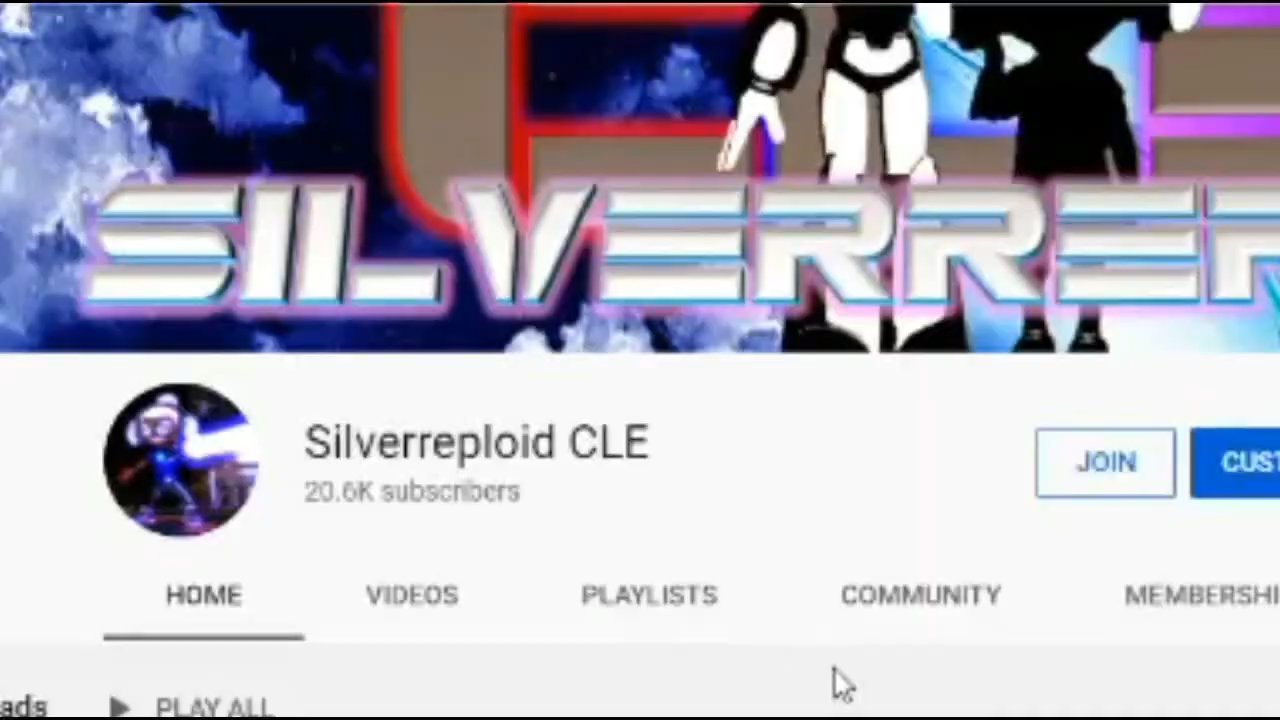 SILVERREP
Silverreploid CLE
20.6K subscribers
JOIN
CUST
HOME
VIDEOS
PLAYLISTS
COMMUNITY
MEMBERSHI
ads
PLAY ALL